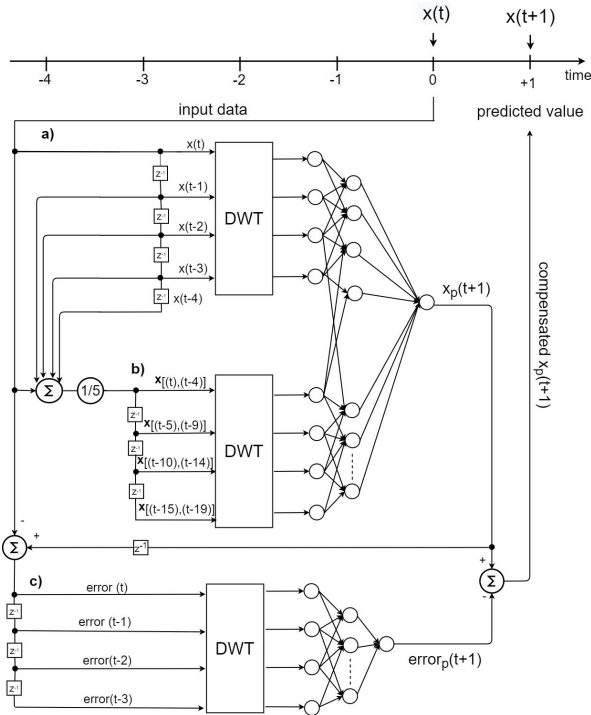 x(t)
x(t+1)
-4
-3
-2
-1
0
+1
time
input data
predicted value
a)
x(t)
z-1
x(t-1)
z-1
x(t-2)
z-1
x(t-3)
z-1
x(t-4)
DWT
xp(t+1)
compensated xp(t+1)
b)
Σ
1/5
x[(t),(t-4)]
z-1
x[(t-5),(t-9)]
z-1
x[(t-10),(t-14)]
z-1
x[(t-15),(t-19)]
DWT
-
+
Σ
z-1
+
-
Σ
c)
error (t)
z-1
error (t-1)
z-1
error(t-2)
z-1
error(t-3)
DWT
errorp(t+1)